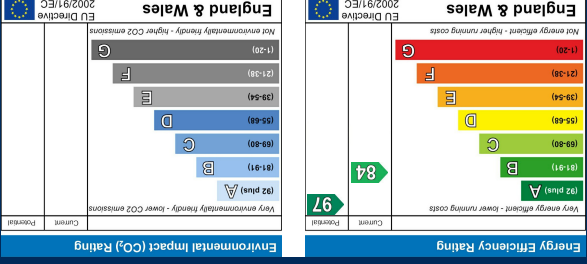 Energy Efficiency Rating
Current Potential
Very energy efficient - lower running costs
(92 plus) A
(81-91) B
(69-80) C
(55-68) D
(39-54) E
(21-38) F
(1-20) G
Not energy efficient - higher running costs
84
97
England & Wales
EU Directive
2002/91/EC
Environmental Impact (CO₂) Rating
Current Potential
Very environmentally friendly - lower CO2 emissions
(92 plus) A
(81-91) B
(69-80) C
(55-68) D
(39-54) E
(21-38) F
(1-20) G
Not environmentally friendly - higher CO2 emissions
England & Wales
EU Directive
2002/91/EC